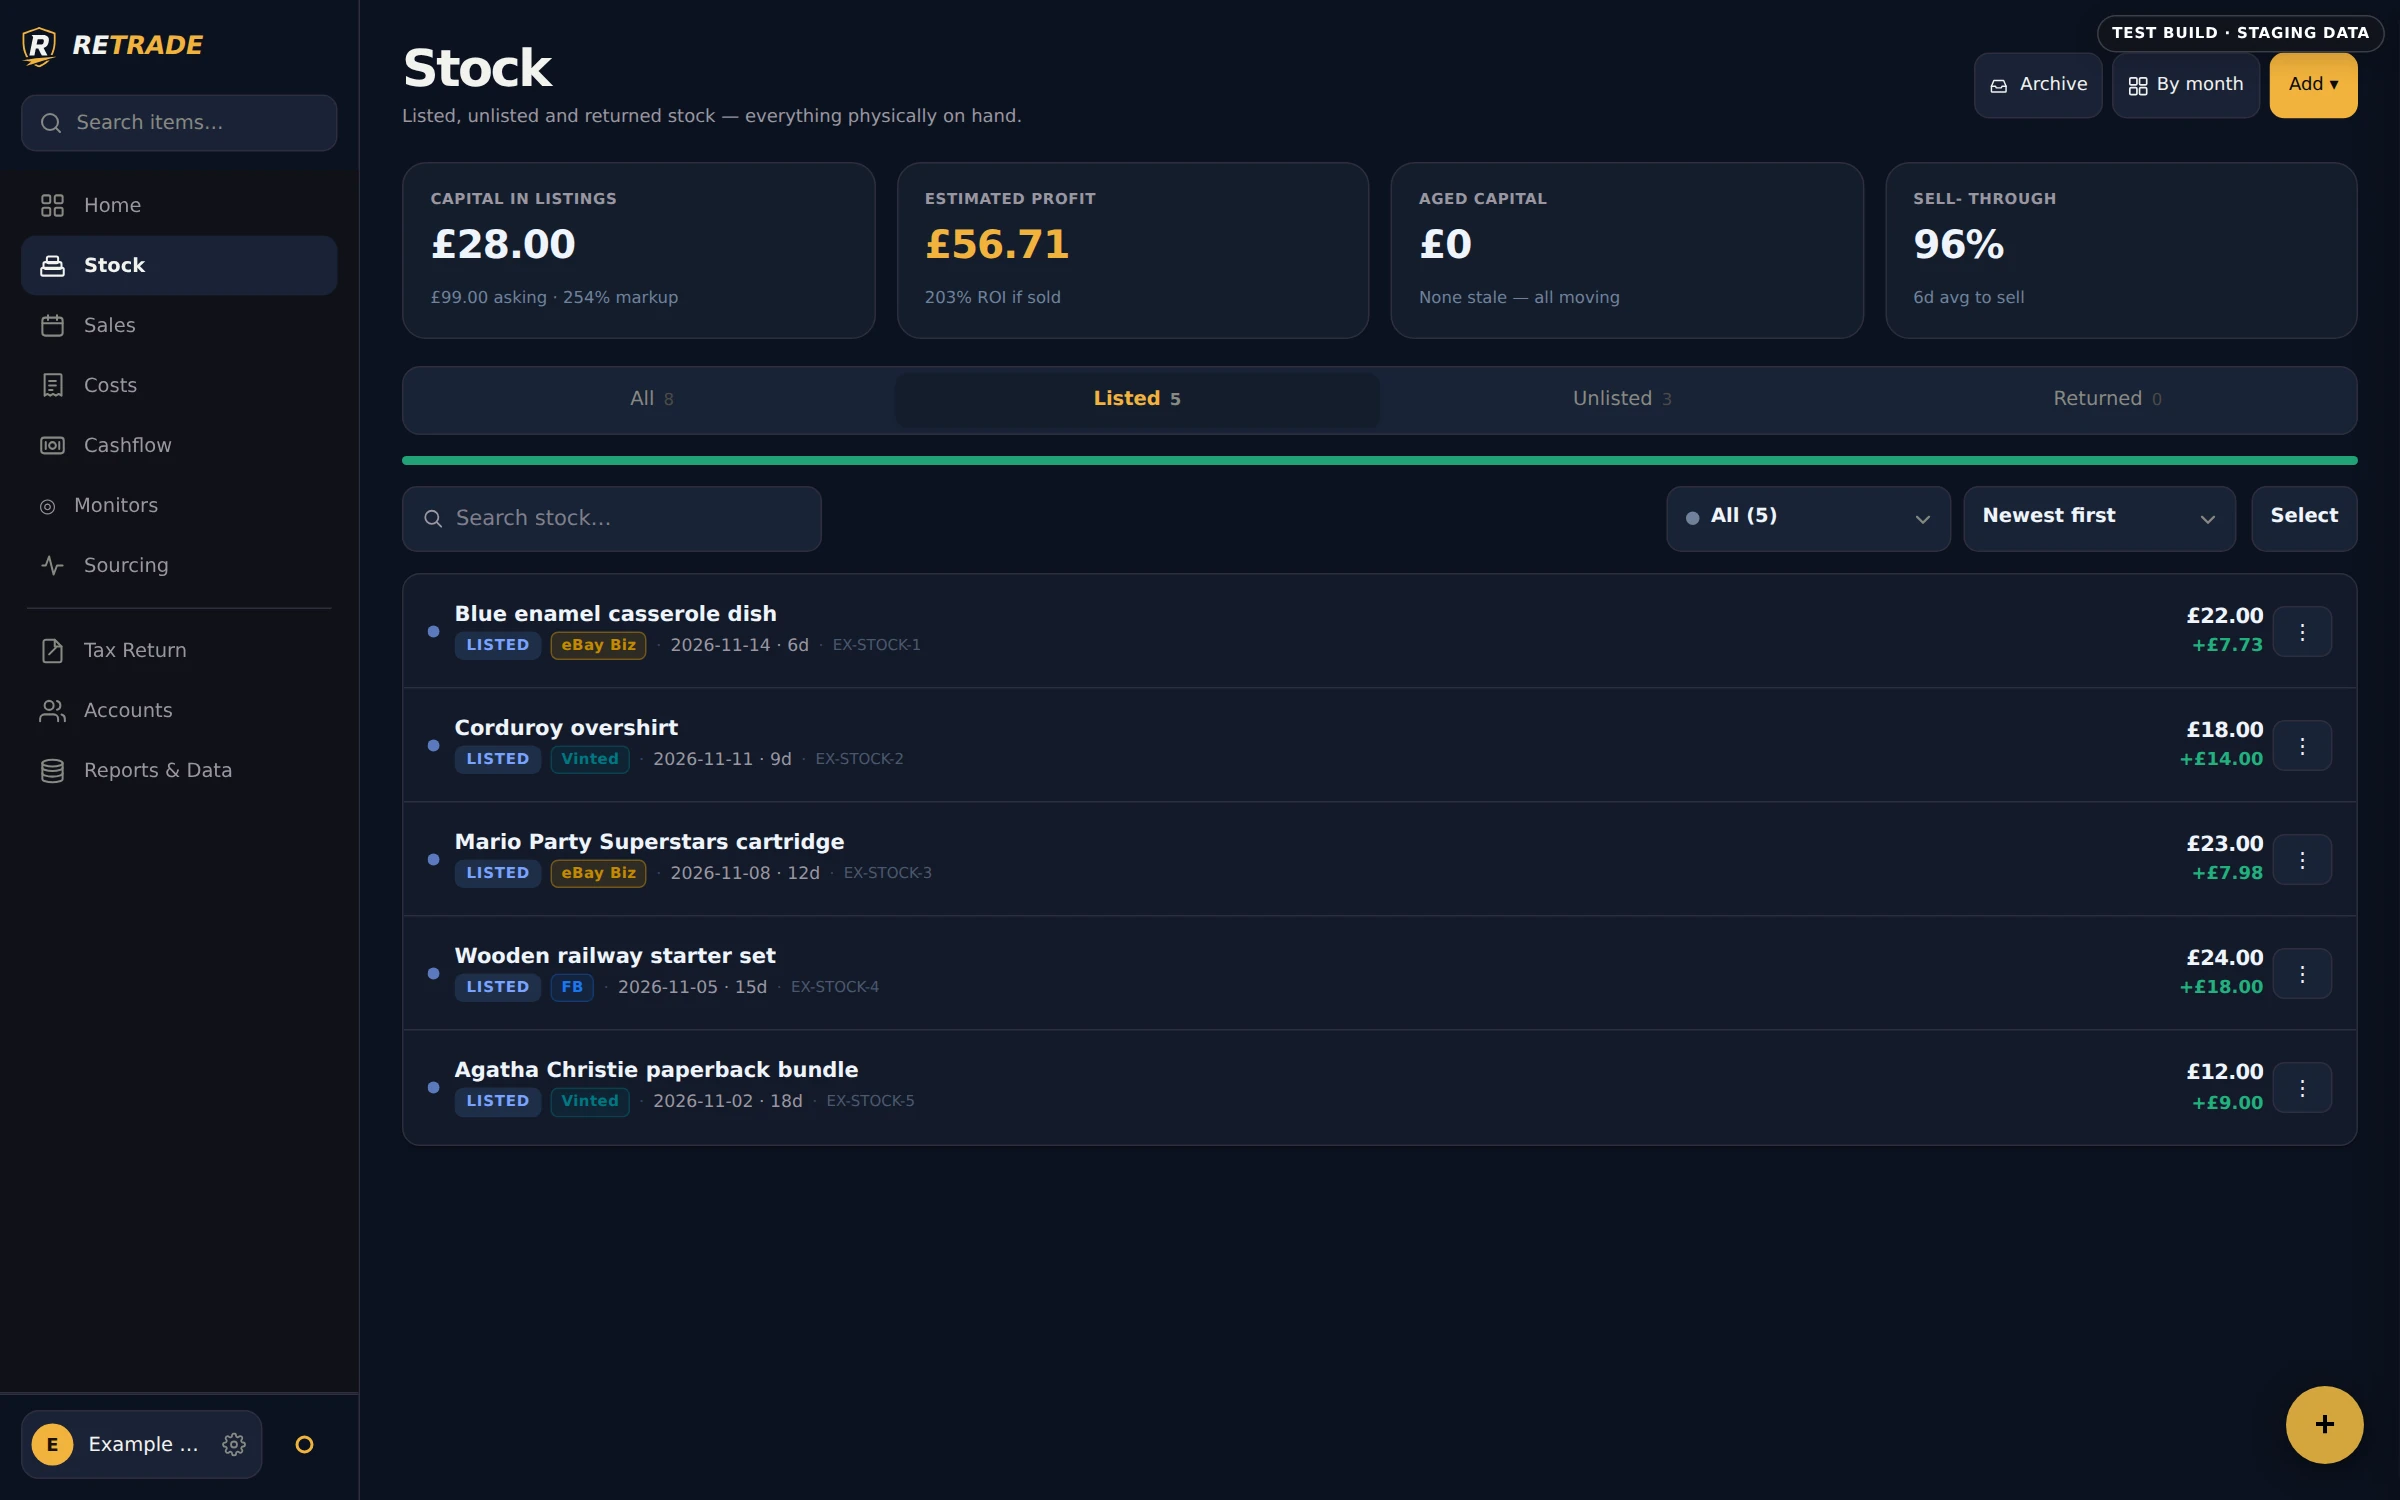 RETRADE
Search items...
Home
Stock
Sales
Costs
Cashflow
Monitors
Sourcing
Tax Return
Accounts
Reports & Data
E Example ...
TEST BUILD · STAGING DATA
Stock
Listed, unlisted and returned stock — everything physically on hand.
Archive
By month
Add ▾
CAPITAL IN LISTINGS
£28.00
£99.00 asking · 254% markup
ESTIMATED PROFIT
£56.71
203% ROI if sold
AGED CAPITAL
£0
None stale — all moving
SELL- THROUGH
96%
6d avg to sell
All 8
Listed 5
Unlisted 3
Returned 0
Search stock...
All (5)
Newest first
Select
Blue enamel casserole dish
LISTED eBay Biz · 2026-11-14 · 6d · EX-STOCK-1
£22.00
+£7.73
Corduroy overshirt
LISTED Vinted · 2026-11-11 · 9d · EX-STOCK-2
£18.00
+£14.00
Mario Party Superstars cartridge
LISTED eBay Biz · 2026-11-08 · 12d · EX-STOCK-3
£23.00
+£7.98
Wooden railway starter set
LISTED FB · 2026-11-05 · 15d · EX-STOCK-4
£24.00
+£18.00
Agatha Christie paperback bundle
LISTED Vinted · 2026-11-02 · 18d · EX-STOCK-5
£12.00
+£9.00
+